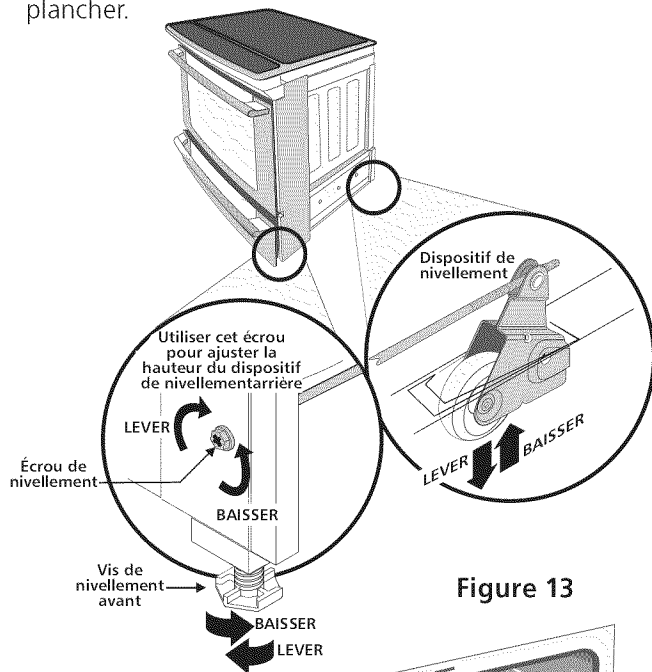 plancher.
Dispositif de
nivellement
Utiliser cet écrou
pour ajuster la
hauteur du dispositif
de nivellementarrière
LEVER
Écrou de
nivellement
BAISSER
LEVER
BAISSER
Vis de
nivellement
avant
BAISSER
LEVER
Figure 13